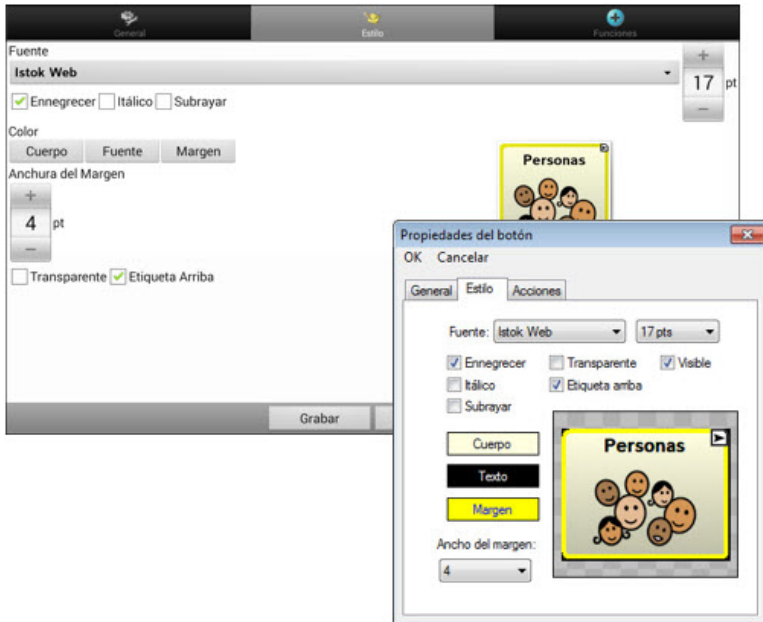 General
Estilo
Funciones
Fuente
Istok Web
17 pt
Ennegrecer Itálico Subrayar
Color
Cuerpo Fuente Margen
Anchura del Margen
4 pt
Transparente Etiqueta Arriba
Personas
Grabar
Propiedades del botón
OK Cancelar
General Estilo Acciones
Fuente: Istok Web 17 pts
Ennegrecer Transparente Visible
Itálico Etiqueta arriba
Subrayar
Cuerpo
Texto
Margen
Personas
Ancho del margen:
4